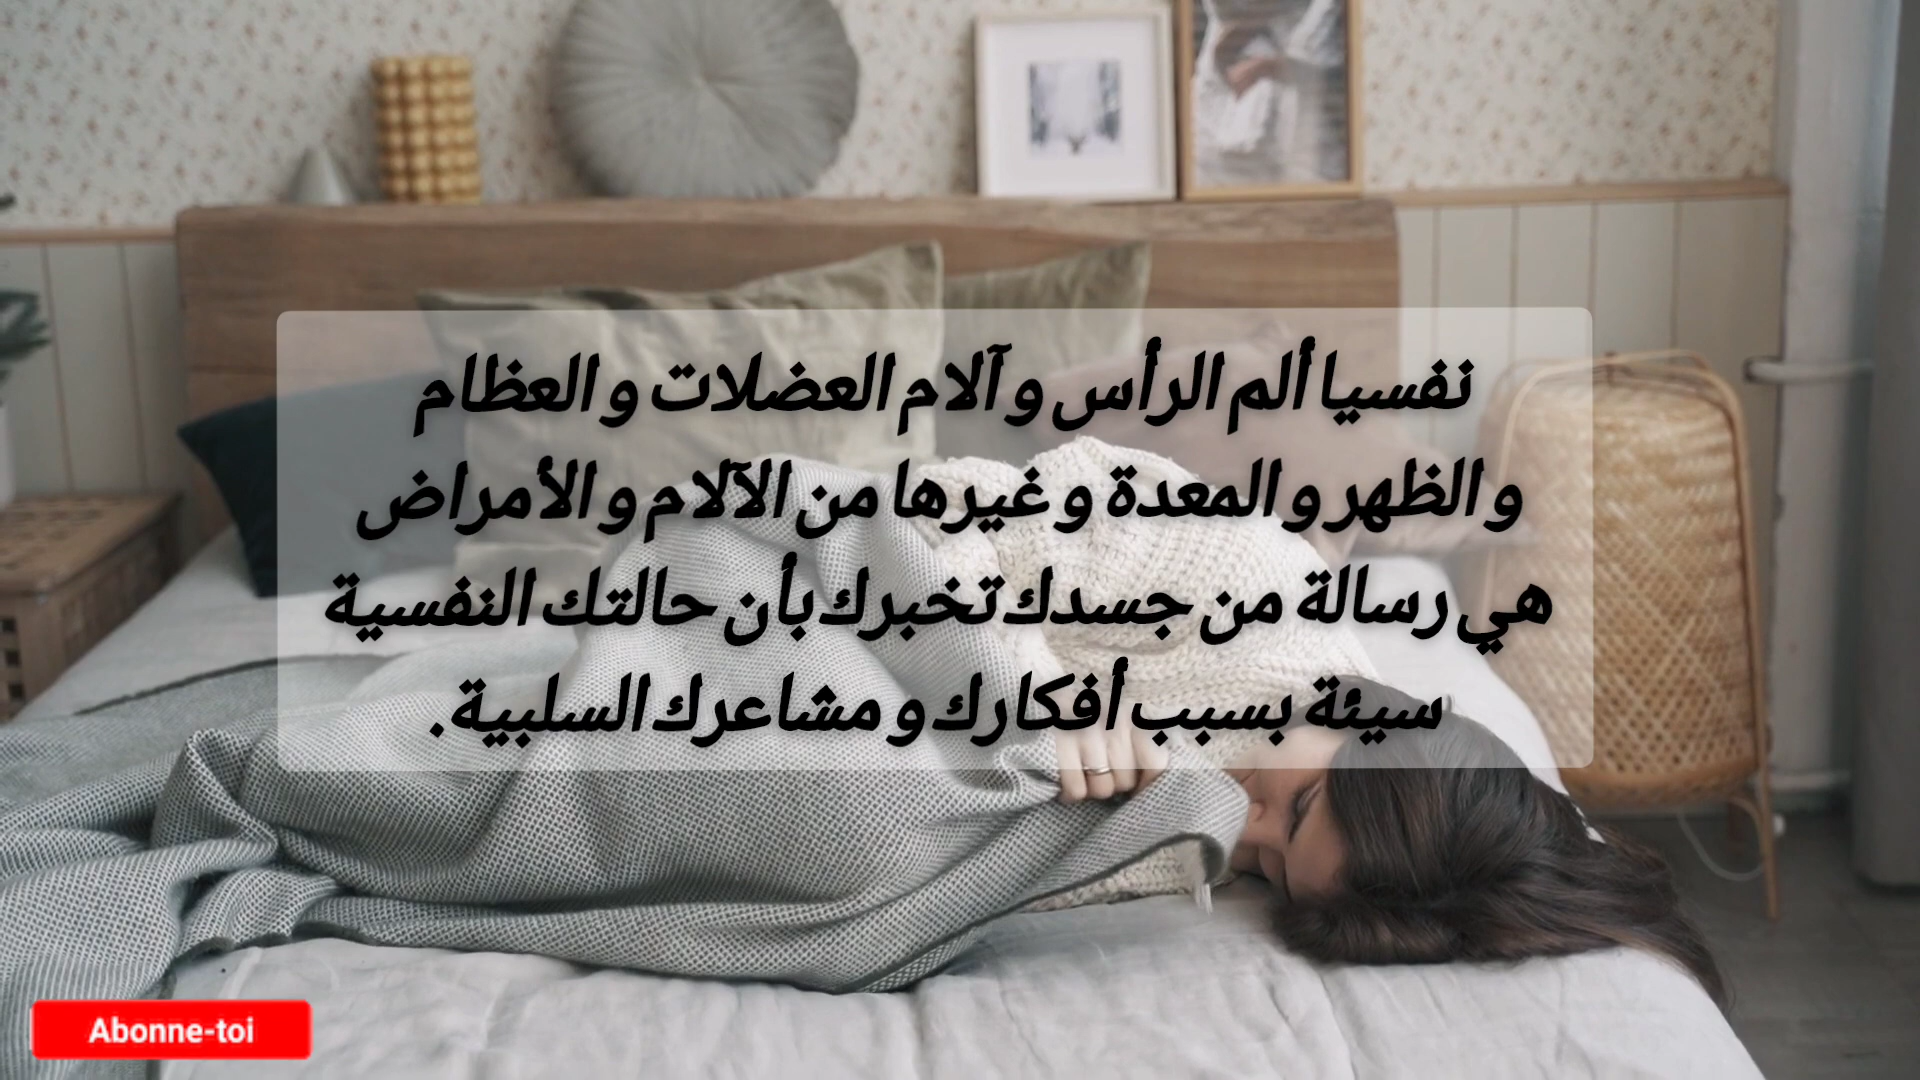 نفسيا ألم الرأس و آلام العضلات و العظام
و الظهر و المعدة و غيرها من الآلام و الأمراض
هي رسالة من جسدك تخبرك بأن حالتك النفسية
سيئة بسبب أفكارك و مشاعرك السلبية.
Abonne-toi